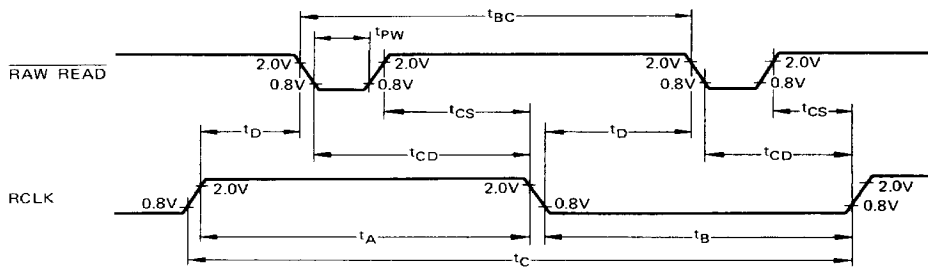 tBC
tPW
RAW READ
2.0V 2.0V 2.0V 2.0V
0.8V 0.8V 0.8V 0.8V
tCS tCS
tD tD
tCD tCD
RCLK
2.0V 2.0V 2.0V
0.8V 0.8V 0.8V
tA tB
tC